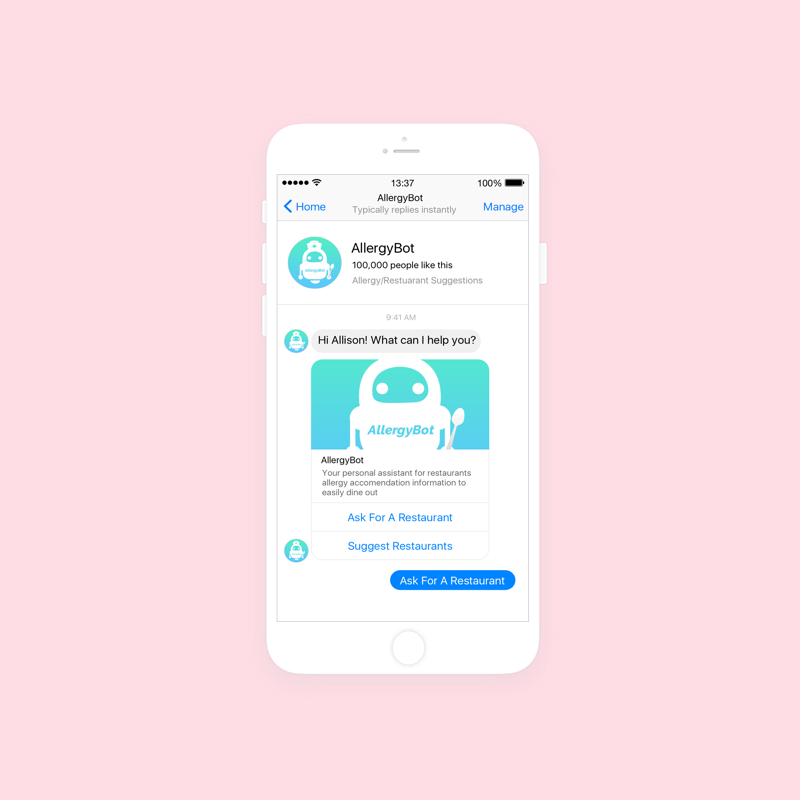 13:37
100%
Home
AllergyBot
Typically replies instantly
Manage
AllergyBot
100,000 people like this
Allergy/Restuarant Suggestions
9:41 AM
Hi Allison! What can I help you?
AllergyBot
AllergyBot
Your personal assistant for restaurants
allergy accomendation information to
easily dine out
Ask For A Restaurant
Suggest Restaurants
Ask For A Restaurant